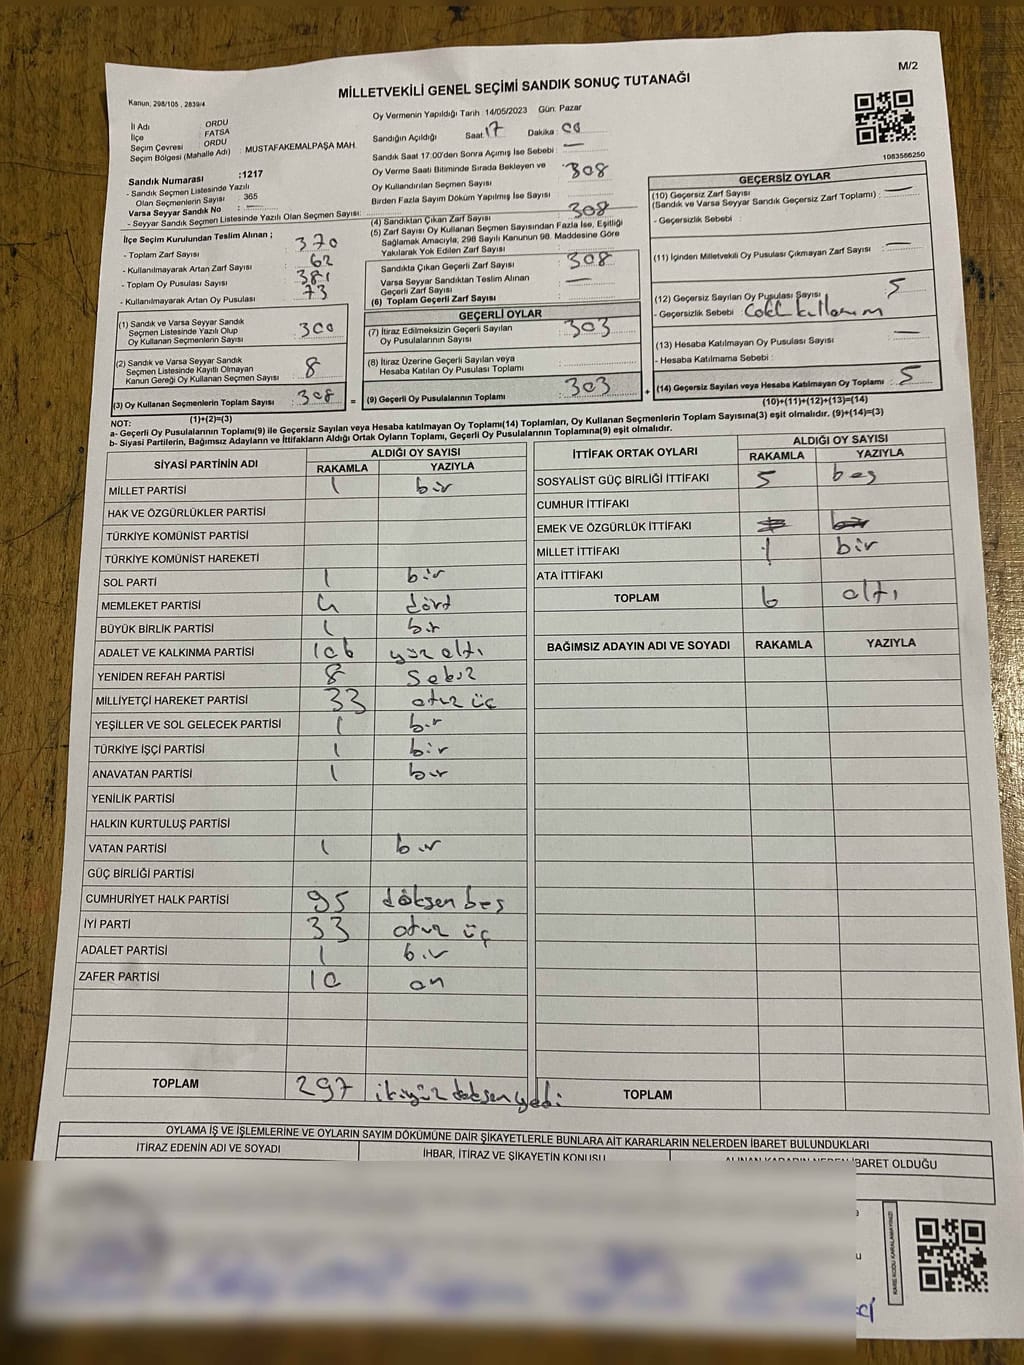 M/2
MİLLETVEKİLİ GENEL SEÇİMİ SANDIK SONUÇ TUTANAĞI
Kanun; 298/105 , 2839/4
İl Adı : ORDU
İlçe : FATSA
Seçim Çevresi : ORDU
Seçim Bölgesi (Mahalle Adı) : MUSTAFAKEMALPAŞA MAH.
Sandık Numarası :1217
- Sandık Seçmen Listesinde Yazılı
Olan Seçmenlerin Sayısı : 365
Varsa Seyyar Sandık No : —
- Seyyar Sandık Seçmen Listesinde Yazılı Olan Seçmen Sayısı:
Oy Vermenin Yapıldığı Tarih 14/05/2023 Gün: Pazar
Sandığın Açıldığı Saat: 17 Dakika : 00
Sandık Saat 17:00'den Sonra Açılmış İse Sebebi : —
Oy Verme Saati Bitiminde Sırada Bekleyen ve
Oy Kullandırılan Seçmen Sayısı : 308
Birden Fazla Sayım Döküm Yapılmış İse Sayısı
1083586250
İlçe Seçim Kurulundan Teslim Alınan ;
- Toplam Zarf Sayısı : 370
- Kullanılmayarak Artan Zarf Sayısı : 62
- Toplam Oy Pusulası Sayısı : 381
- Kullanılmayarak Artan Oy Pusulası : 73
(1) Sandık ve Varsa Seyyar Sandık
Seçmen Listesinde Yazılı Olup
Oy Kullanan Seçmenlerin Sayısı : 300
(2) Sandık ve Varsa Seyyar Sandık
Seçmen Listesinde Kayıtlı Olmayan
Kanun Gereği Oy Kullanan Seçmen Sayısı : 8
(3) Oy Kullanan Seçmenlerin Toplam Sayısı : 308
(1)+(2)=(3)
(4) Sandıktan Çıkan Zarf Sayısı : 308
(5) Zarf Sayısı Oy Kullanan Seçmen Sayısından Fazla İse, Eşitliği
Sağlamak Amacıyla, 298 Sayılı Kanunun 98. Maddesine Göre
Yakılarak Yok Edilen Zarf Sayısı :
Sandıkta Çıkan Geçerli Zarf Sayısı : 308
Varsa Seyyar Sandıktan Teslim Alınan
Geçerli Zarf Sayısı : —
(6) Toplam Geçerli Zarf Sayısı
GEÇERLİ OYLAR
(7) İtiraz Edilmeksizin Geçerli Sayılan
Oy Pusulalarının Sayısı : 303
(8) İtiraz Üzerine Geçerli Sayılan veya
Hesaba Katılan Oy Pusulası Toplamı :
= (9) Geçerli Oy Pusulalarının Toplamı : 303 +
GEÇERSİZ OYLAR
(10) Geçersiz Zarf Sayısı
(Sandık ve Varsa Seyyar Sandık Geçersiz Zarf Toplamı) : —
- Geçersizlik Sebebi :
(11) İçinden Milletvekili Oy Pusulası Çıkmayan Zarf Sayısı : —
(12) Geçersiz Sayılan Oy Pusulası Sayısı : 5
- Geçersizlik Sebebi :
(13) Hesaba Katılmayan Oy Pusulası Sayısı : —
- Hesaba Katılmama Sebebi :
(14) Geçersiz Sayılan veya Hesaba Katılmayan Oy Toplamı : 5
(10)+(11)+(12)+(13)=(14)
NOT:
a- Geçerli Oy Pusulalarının Toplamı(9) ile Geçersiz Sayılan veya Hesaba katılmayan Oy Toplamı(14) Toplamları, Oy Kullanan Seçmenlerin Toplam Sayısına(3) eşit olmalıdır. (9)+(14)=(3)
b- Siyasi Partilerin, Bağımsız Adayların ve İttifakların Aldığı Ortak Oyların Toplamı, Geçerli Oy Pusulalarının Toplamına(9) eşit olmalıdır.
SİYASİ PARTİNİN ADI ALDIĞI OY SAYISI
RAKAMLA YAZIYLA
MİLLET PARTİSİ 1 bir
HAK VE ÖZGÜRLÜKLER PARTİSİ
TÜRKİYE KOMÜNİST PARTİSİ
TÜRKİYE KOMÜNİST HAREKETİ
SOL PARTİ 1 bir
MEMLEKET PARTİSİ 4 dört
BÜYÜK BİRLİK PARTİSİ 1 bir
ADALET VE KALKINMA PARTİSİ 106 yüz altı
YENİDEN REFAH PARTİSİ 8 sekiz
MİLLİYETÇİ HAREKET PARTİSİ 33 otuz üç
YEŞİLLER VE SOL GELECEK PARTİSİ 1 bir
TÜRKİYE İŞÇİ PARTİSİ 1 bir
ANAVATAN PARTİSİ 1 bir
YENİLİK PARTİSİ
HALKIN KURTULUŞ PARTİSİ
VATAN PARTİSİ 1 bir
GÜÇ BİRLİĞİ PARTİSİ
CUMHURİYET HALK PARTİSİ 95 döksen beş
İYİ PARTİ 33 otuz üç
ADALET PARTİSİ 1 bir
ZAFER PARTİSİ 10 on
TOPLAM 297 ikiyüz doksan yedi
İTTİFAK ORTAK OYLARI ALDIĞI OY SAYISI
RAKAMLA YAZIYLA
SOSYALİST GÜÇ BİRLİĞİ İTTİFAKI 5 beş
CUMHUR İTTİFAKI
EMEK VE ÖZGÜRLÜK İTTİFAKI
MİLLET İTTİFAKI 1 bir
ATA İTTİFAKI
TOPLAM 6 altı
BAĞIMSIZ ADAYIN ADI VE SOYADI RAKAMLA YAZIYLA
TOPLAM
OYLAMA İŞ VE İŞLEMLERİNE VE OYLARIN SAYIM DÖKÜMÜNE DAİR ŞİKAYETLERLE BUNLARA AİT KARARLARIN NELERDEN İBARET BULUNDUKLARI
İTİRAZ EDENİN ADI VE SOYADI İHBAR, İTİRAZ VE ŞİKAYETİN KONUSU ALINAN KARARIN NEDEN İBARET OLDUĞU
KARE KODU KARALAMAYINIZ!